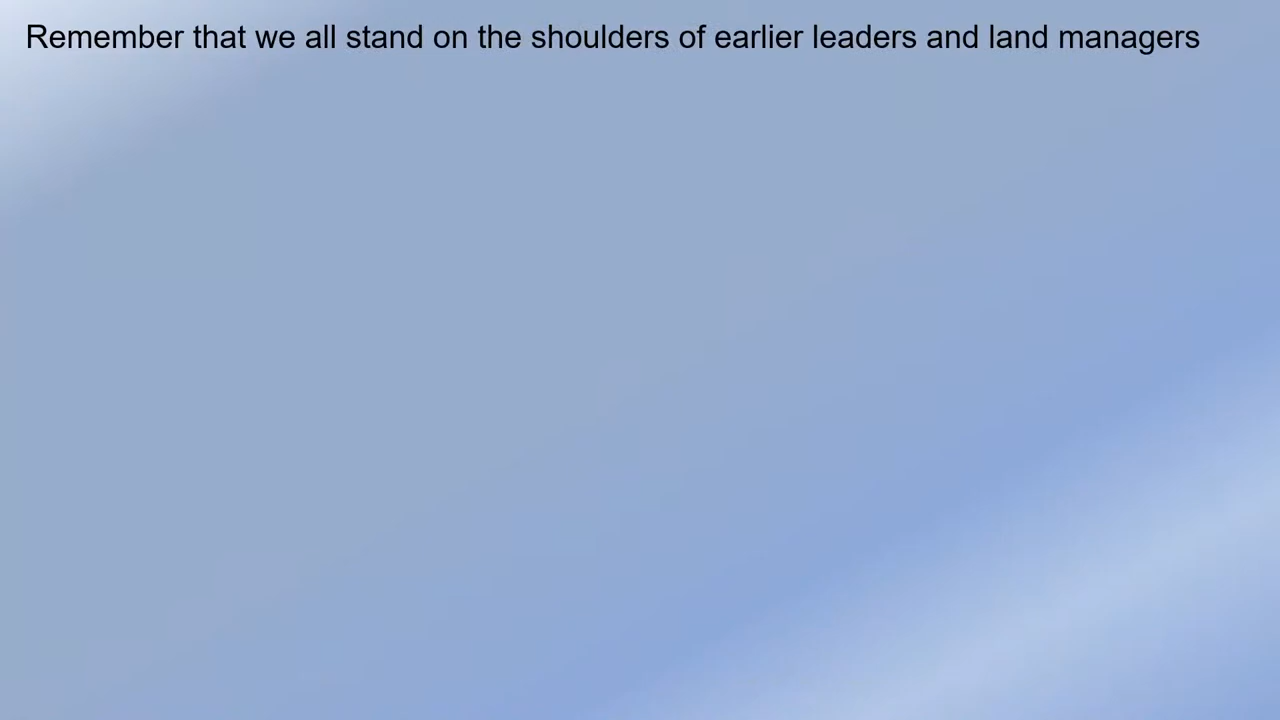 Remember that we all stand on the shoulders of earlier leaders and land managers